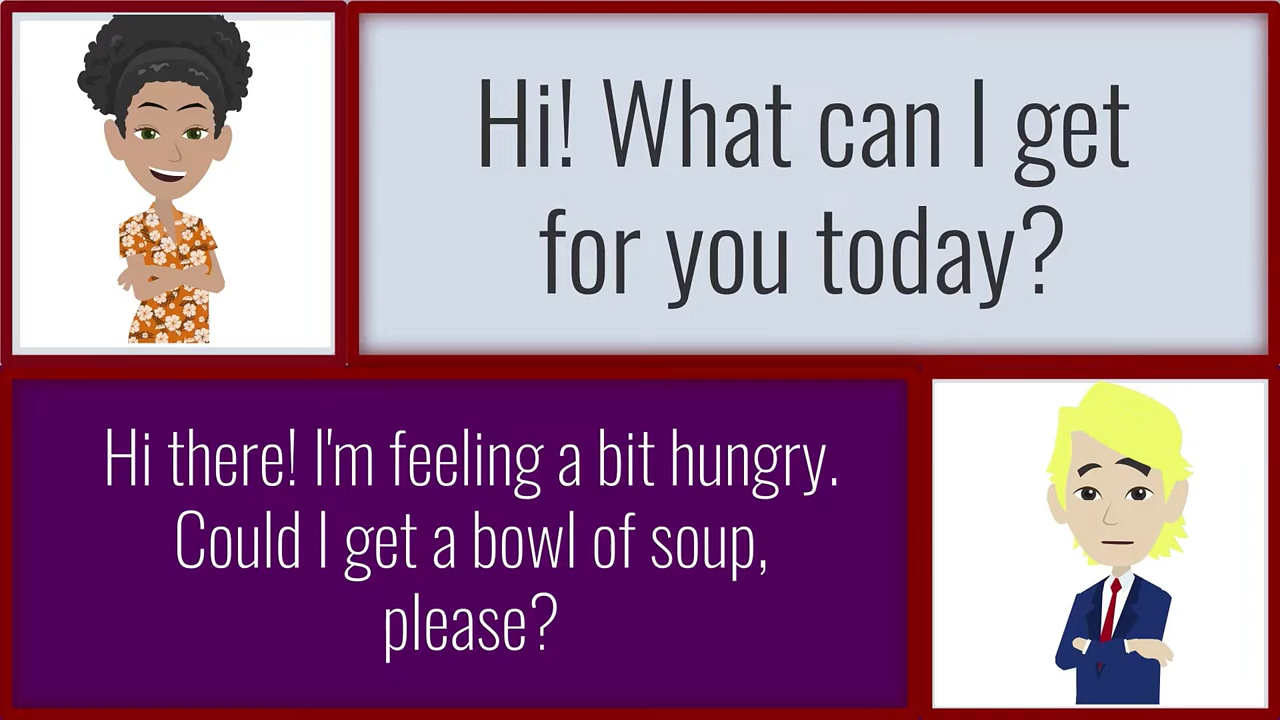 Hi! What can I get
for you today?
Hi there! I'm feeling a bit hungry.
Could I get a bowl of soup,
please?